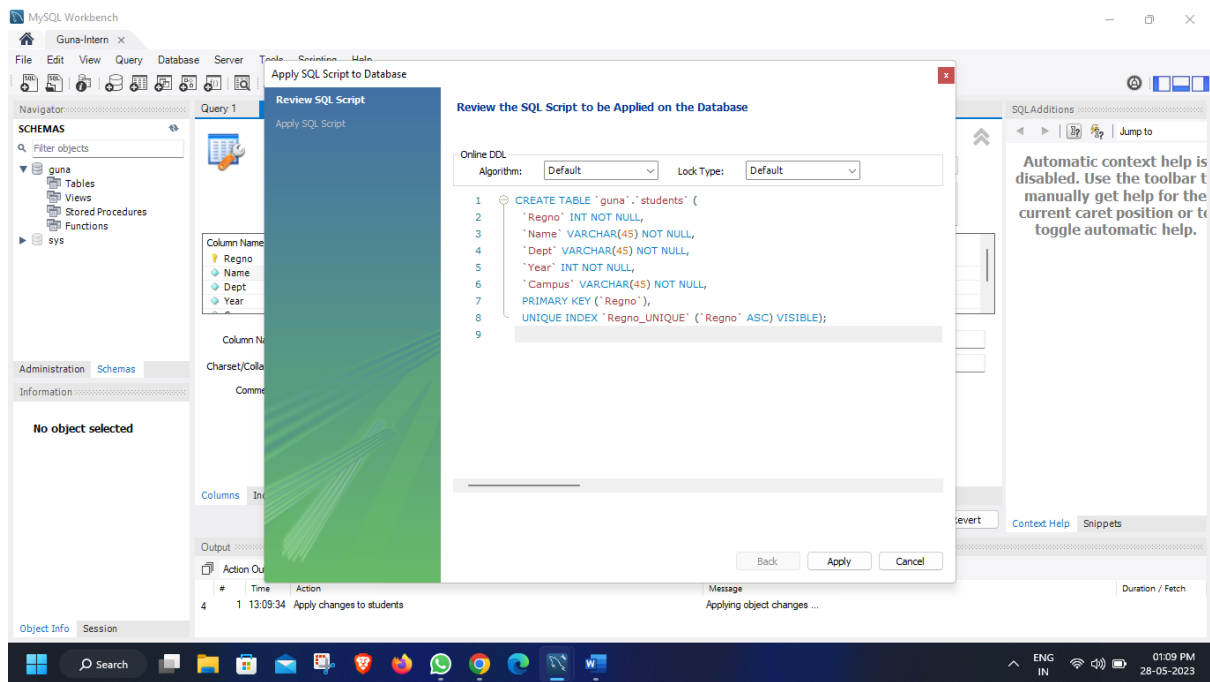 MySQL Workbench
Guna-Intern
File Edit View Query Database Server Tools Scripting Help
Navigator
SCHEMAS
Filter objects
guna
Tables
Views
Stored Procedures
Functions
sys
Administration Schemas
Information
No object selected
Object Info Session
Query 1
Column Name
Regno
Name
Dept
Year
Column Na
Charset/Colla
Comme
Columns Ind
Apply SQL Script to Database
Review SQL Script
Apply SQL Script
Review the SQL Script to be Applied on the Database
Online DDL
Algorithm: Default Lock Type: Default
1 CREATE TABLE `guna`.`students` (
2 `Regno` INT NOT NULL,
3 `Name` VARCHAR(45) NOT NULL,
4 `Dept` VARCHAR(45) NOT NULL,
5 `Year` INT NOT NULL,
6 `Campus` VARCHAR(45) NOT NULL,
7 PRIMARY KEY (`Regno`),
8 UNIQUE INDEX `Regno_UNIQUE` (`Regno` ASC) VISIBLE);
9
Back Apply Cancel
evert
SQLAdditions
Jump to
Automatic context help is
disabled. Use the toolbar t
manually get help for the
current caret position or to
toggle automatic help.
Context Help Snippets
Output
Action Ou
# Time Action Message Duration / Fetch
4 1 13:09:34 Apply changes to students Applying object changes ...
Search
ENG
IN
01:09 PM
28-05-2023